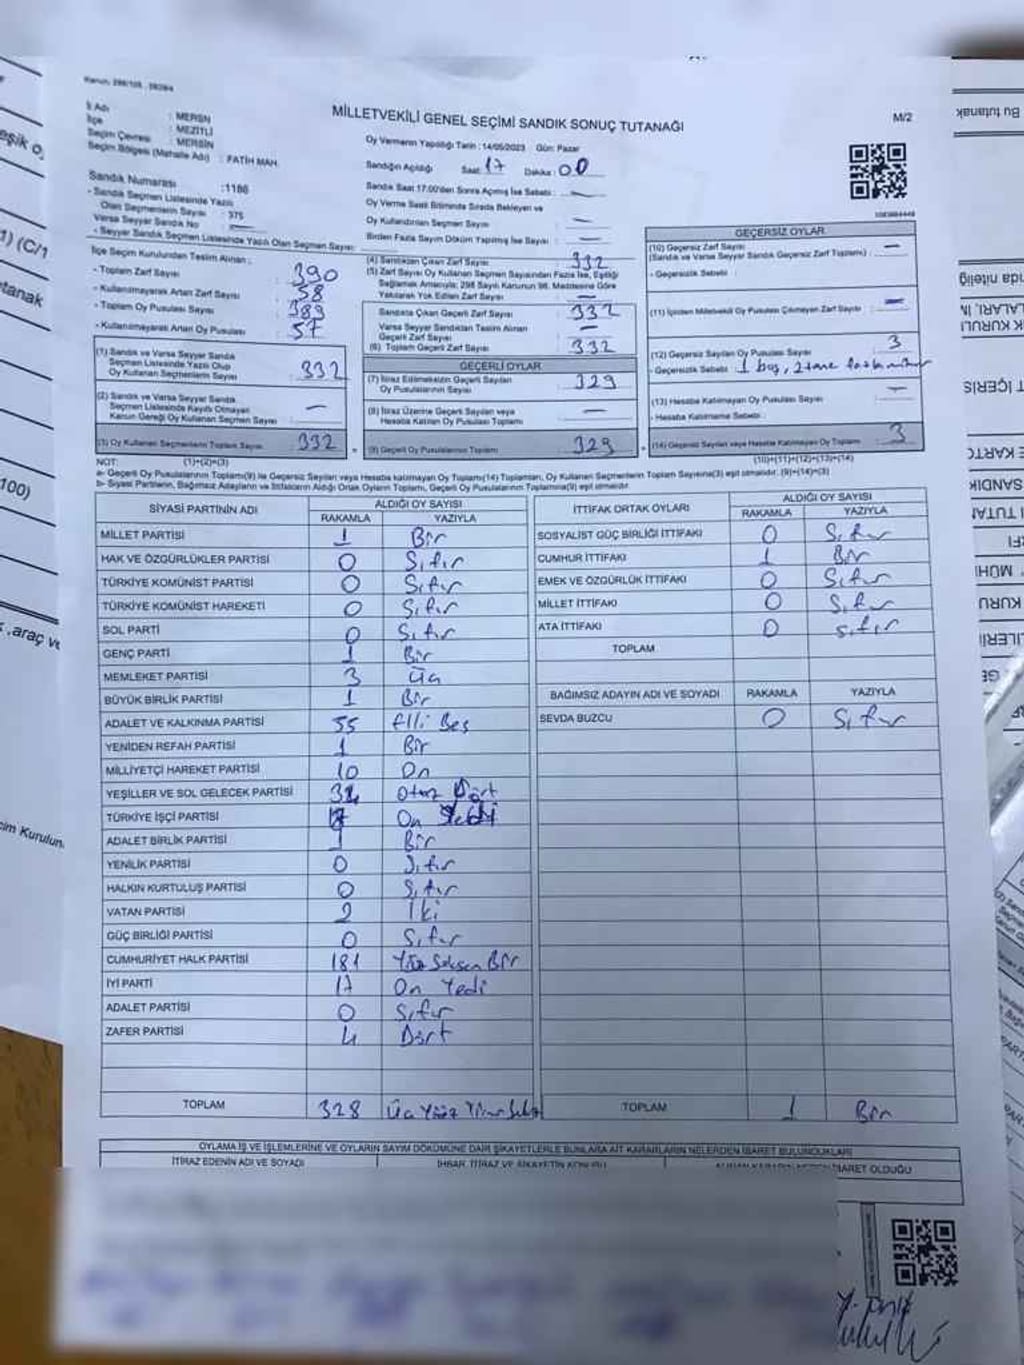 Kanun: 298/105
M/2
MİLLETVEKİLİ GENEL SEÇİMİ SANDIK SONUÇ TUTANAĞI
İl Adı : MERSİN
İlçe : MEZİTLİ
Seçim Çevresi : MERSİN
Seçim Bölgesi (Mahalle Adı) : FATİH MAH.
Oy Vermenin Yapıldığı Tarih : 14/05/2023 Gün: Pazar
Sandığın Açıldığı Saat: 17 Dakika: 00
Sandık Saat 17:00'den Sonra Açılmış İse Sebebi : —
Oy Verme Saati Bitiminde Sırada Bekleyen ve
Oy Kullandırılan Seçmen Sayısı : —
Birden Fazla Sayım Döküm Yapılmış İse Sayısı : —
Sandık Numarası :1186
- Sandık Seçmen Listesinde Yazılı
Olan Seçmenlerin Sayısı : 375
Varsa Seyyar Sandık No : —
- Seyyar Sandık Seçmen Listesinde Yazılı Olan Seçmen Sayısı:
İlçe Seçim Kurulundan Teslim Alınan :
- Toplam Zarf Sayısı : 390
- Kullanılmayarak Artan Zarf Sayısı : 58
- Toplam Oy Pusulası Sayısı : 389
- Kullanılmayarak Artan Oy Pusulası : 57
(1) Sandık ve Varsa Seyyar Sandık
Seçmen Listesinde Yazılı Olup
Oy Kullanan Seçmenlerin Sayısı : 332
(2) Sandık ve Varsa Seyyar Sandık
Seçmen Listesinde Kayıtlı Olmayan
Kanun Gereği Oy Kullanan Seçmen Sayısı : —
(3) Oy Kullanan Seçmenlerin Toplam Sayısı : 332
(4) Sandıktan Çıkan Zarf Sayısı : 332
(5) Zarf Sayısı Oy Kullanan Seçmen Sayısından Fazla İse, Eşitliği
Sağlamak Amacıyla; 298 Sayılı Kanunun 98. Maddesine Göre
Yakılarak Yok Edilen Zarf Sayısı : —
Sandıkta Çıkan Geçerli Zarf Sayısı : 332
Varsa Seyyar Sandıktan Teslim Alınan
Geçerli Zarf Sayısı : —
(6) Toplam Geçerli Zarf Sayısı : 332
GEÇERLİ OYLAR
(7) İtiraz Edilmeksizin Geçerli Sayılan
Oy Pusulalarının Sayısı : 329
(8) İtiraz Üzerine Geçerli Sayılan veya
Hesaba Katılan Oy Pusulası Toplamı : —
(9) Geçerli Oy Pusulalarının Toplamı : 329
GEÇERSİZ OYLAR
(10) Geçersiz Zarf Sayısı
(Sandık ve Varsa Seyyar Sandık Geçersiz Zarf Toplamı) : —
- Geçersizlik Sebebi :
(11) İçinden Milletvekili Oy Pusulası Çıkmayan Zarf Sayısı : —
(12) Geçersiz Sayılan Oy Pusulası Sayısı : 3
- Geçersizlik Sebebi : 1 boş, 2 tane fazla mühür
(13) Hesaba Katılmayan Oy Pusulası Sayısı : —
- Hesaba Katılmama Sebebi :
(14) Geçersiz Sayılan veya Hesaba Katılmayan Oy Toplamı : 3
NOT: (1)+(2)=(3) (10)+(11)+(12)+(13)=(14)
a- Geçerli Oy Pusulalarının Toplamı(9) ile Geçersiz Sayılan veya Hesaba katılmayan Oy Toplamı(14) Toplamları, Oy Kullanan Seçmenlerin Toplam Sayısına(3) eşit olmalıdır. (9)+(14)=(3)
b- Siyasi Partilerin, Bağımsız Adayların ve İttifakların Aldığı Ortak Oyların Toplamı, Geçerli Oy Pusulalarının Toplamına(9) eşit olmalıdır.
SİYASİ PARTİNİN ADI ALDIĞI OY SAYISI
RAKAMLA YAZIYLA
MİLLET PARTİSİ 1 Bir
HAK VE ÖZGÜRLÜKLER PARTİSİ 0 Sıfır
TÜRKİYE KOMÜNİST PARTİSİ 0 Sıfır
TÜRKİYE KOMÜNİST HAREKETİ 0 Sıfır
SOL PARTİ 0 Sıfır
GENÇ PARTİ 1 Bir
MEMLEKET PARTİSİ 3 Üç
BÜYÜK BİRLİK PARTİSİ 1 Bir
ADALET VE KALKINMA PARTİSİ 55 Elli Beş
YENİDEN REFAH PARTİSİ 1 Bir
MİLLİYETÇİ HAREKET PARTİSİ 10 On
YEŞİLLER VE SOL GELECEK PARTİSİ 34 Otuz Dört
TÜRKİYE İŞÇİ PARTİSİ On
ADALET BİRLİK PARTİSİ 1 Bir
YENİLİK PARTİSİ 0 Sıfır
HALKIN KURTULUŞ PARTİSİ 0 Sıfır
VATAN PARTİSİ 2 İki
GÜÇ BİRLİĞİ PARTİSİ 0 Sıfır
CUMHURİYET HALK PARTİSİ 181 Yüz Seksen Bir
İYİ PARTİ 17 On Yedi
ADALET PARTİSİ 0 Sıfır
ZAFER PARTİSİ 4 Dört
TOPLAM 328 Üç Yüz Yirmi Sekiz
İTTİFAK ORTAK OYLARI ALDIĞI OY SAYISI
RAKAMLA YAZIYLA
SOSYALİST GÜÇ BİRLİĞİ İTTİFAKI 0 Sıfır
CUMHUR İTTİFAKI 1 Bir
EMEK VE ÖZGÜRLÜK İTTİFAKI 0 Sıfır
MİLLET İTTİFAKI 0 Sıfır
ATA İTTİFAKI 0 Sıfır
TOPLAM
BAĞIMSIZ ADAYIN ADI VE SOYADI RAKAMLA YAZIYLA
SEVDA BUZCU 0 Sıfır
TOPLAM 1 Bir
OYLAMA İŞ VE İŞLEMLERİNE VE OYLARIN SAYIM DÖKÜMÜNE DAİR ŞİKAYETLERLE BUNLARA AİT KARARLARIN NELERDEN İBARET BULUNDUKLARI
İTİRAZ EDENİN ADI VE SOYADI İHBAR, İTİRAZ VE ŞİKAYETİN KONUSU İBARET OLDUĞU